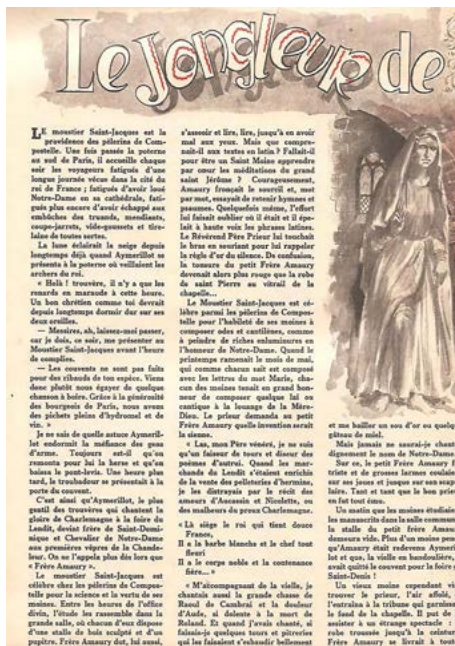 Le Jongleur de
LE moustier Saint-Jacques est la
providence des pèlerins de Com-
postelle. Une fois passée la poterne
au sud de Paris, il accueille chaque
soir les voyageurs fatigués d'une
longue journée vécue dans la cité du
roi de France ; fatigués d'avoir loué
Notre-Dame en sa cathédrale, fati-
gués plus encore d'avoir échappé aux
embûches des truands, mendiants,
coupe-jarrets, vide-goussets et tire-
laine de toutes sortes.
La lune éclairait la neige depuis
longtemps déjà quand Aymerillot se
présenta à la poterne où veillaient les
archers du roi.
« Holà ! trouvère, il n'y a que les
renards en maraude à cette heure.
Un bon chrétien comme toi devrait
depuis longtemps dormir dur sur ses
deux oreilles.
— Messires, ah, laissez-moi passer,
car je dois, ce soir, me présenter au
Moustier Saint-Jacques avant l'heure
de complies.
— Les couvents ne sont pas faits
pour des ribauds de ton espèce. Viens
donc plutôt nous égayer de quelque
chanson à boire. Grâce à la générosité
des bourgeois de Paris, nous avons
des pichets pleins d'hydromel et de
vin. »
Je ne sais de quelle astuce Aymeril-
lot endormit la méfiance des gens
d'arme. Toujours est-il qu'on
remonta pour lui la herse et qu'on
baissa le pont-levis. Une heure plus
tard, le troubadour se présentait à la
porte du couvent.
C'est ainsi qu'Aymerillot, le plus
gentil des trouvères qui chantent la
gloire de Charlemagne à la foire du
Lendit, devint frère de Saint-Domi-
nique et Chevalier de Notre-Dame
aux premières vêpres de la Chande-
leur. On ne l'appela plus dès lors que
« Frère Amaury ».
Le moustier Saint-Jacques est
célèbre chez les pèlerins de Compos-
telle pour la science et la vertu de ses
moines. Entre les heures de l'office
divin, l'étude les rassemble dans la
grande salle, où chacun d'eux dispose
d'une stalle de bois sculpté et d'un
pupitre. Frère Amaury dut, lui aussi,
s'asseoir et lire, lire, jusqu'à en avoir
mal aux yeux. Mais que compre-
nait-il aux textes en latin ? Fallait-il
pour être un Saint Moine apprendre
par cœur les méditations du grand
saint Jérôme ? Courageusement,
Amaury fronçait le sourcil et, mot
par mot, essayait de retenir hymnes et
psaumes. Quelquefois même, l'effort
lui faisait oublier où il était et il épe-
lait à haute voix les phrases latines.
Le Révérend Père Prieur lui touchait
le bras en souriant pour lui rappeler
la règle d'or du silence. De confusion,
la tonsure du petit Frère Amaury
devenait alors plus rouge que la robe
de saint Pierre au vitrail de la
chapelle...
Le Moustier Saint-Jacques est cé-
lèbre parmi les pèlerins de Compos-
telle pour l'habileté de ses moines à
composer odes et cantilènes, comme
à peindre de riches enluminures en
l'honneur de Notre-Dame. Quand le
printemps ramenait le mois de mai,
qui comme chacun sait est composé
avec les lettres du mot Marie, cha-
cun des moines tenait en grand hon-
neur de composer quelque lai ou
cantique à la louange de la Mère-
Dieu. Le prieur demanda au petit
Frère Amaury quelle invention serait
la sienne.
« Las, mon Père vénéré, je ne suis
qu'un faiseur de tours et diseur des
poèmes d'autrui. Quand les mar-
chands du Lendit s'étaient enrichis
de la vente des pelleteries d'hermine,
je les distrayais par le récit des
amours d'Aucassin et Nicolette, ou
des malheurs du preux Charlemagne.
« Là siège le roi qui tient douce
France,
Il a la barbe blanche et le chef tout
fleuri
Il a le corps noble et la contenance
fière... »
« M'accompagnant de la vielle, je
chantais aussi la grande chasse de
Raoul de Cambrai et la douleur
d'Aude, si dolente à la mort de
Roland. Et quand j'avais chanté, si
faisais-je quelques tours et pitreries
qui les faisaient s'esbaudir bellement
et me bailler un sou d'or ou quelq
gâteau de miel.
Mais jamais ne saurai-je chant
dignement le nom de Notre-Dame
Sur ce, le petit Frère Amaury f
triste et de grosses larmes coulaie
sur ses joues et jusque sur son scapu
laire. Tant et tant que le bon prieu
en fut tout ému.
Un matin que les moines étudiaie
les manuscrits dans la salle commun
la stalle du petit frère Amau
demeura vide. Plus d'un moine pen
qu'Amaury était redevenu Aymeri
lot et que, la vielle en bandoulière,
avait quitté le couvent pour la foire
Saint-Denis !
Un vieux moine cependant vi
trouver le prieur, l'air affolé,
l'entraîna à la tribune qui garniss
le fond de la chapelle. Il put de
assister à un étrange spectacle :
robe troussée jusqu'à la ceintur
Frère Amaury se livrait à tout